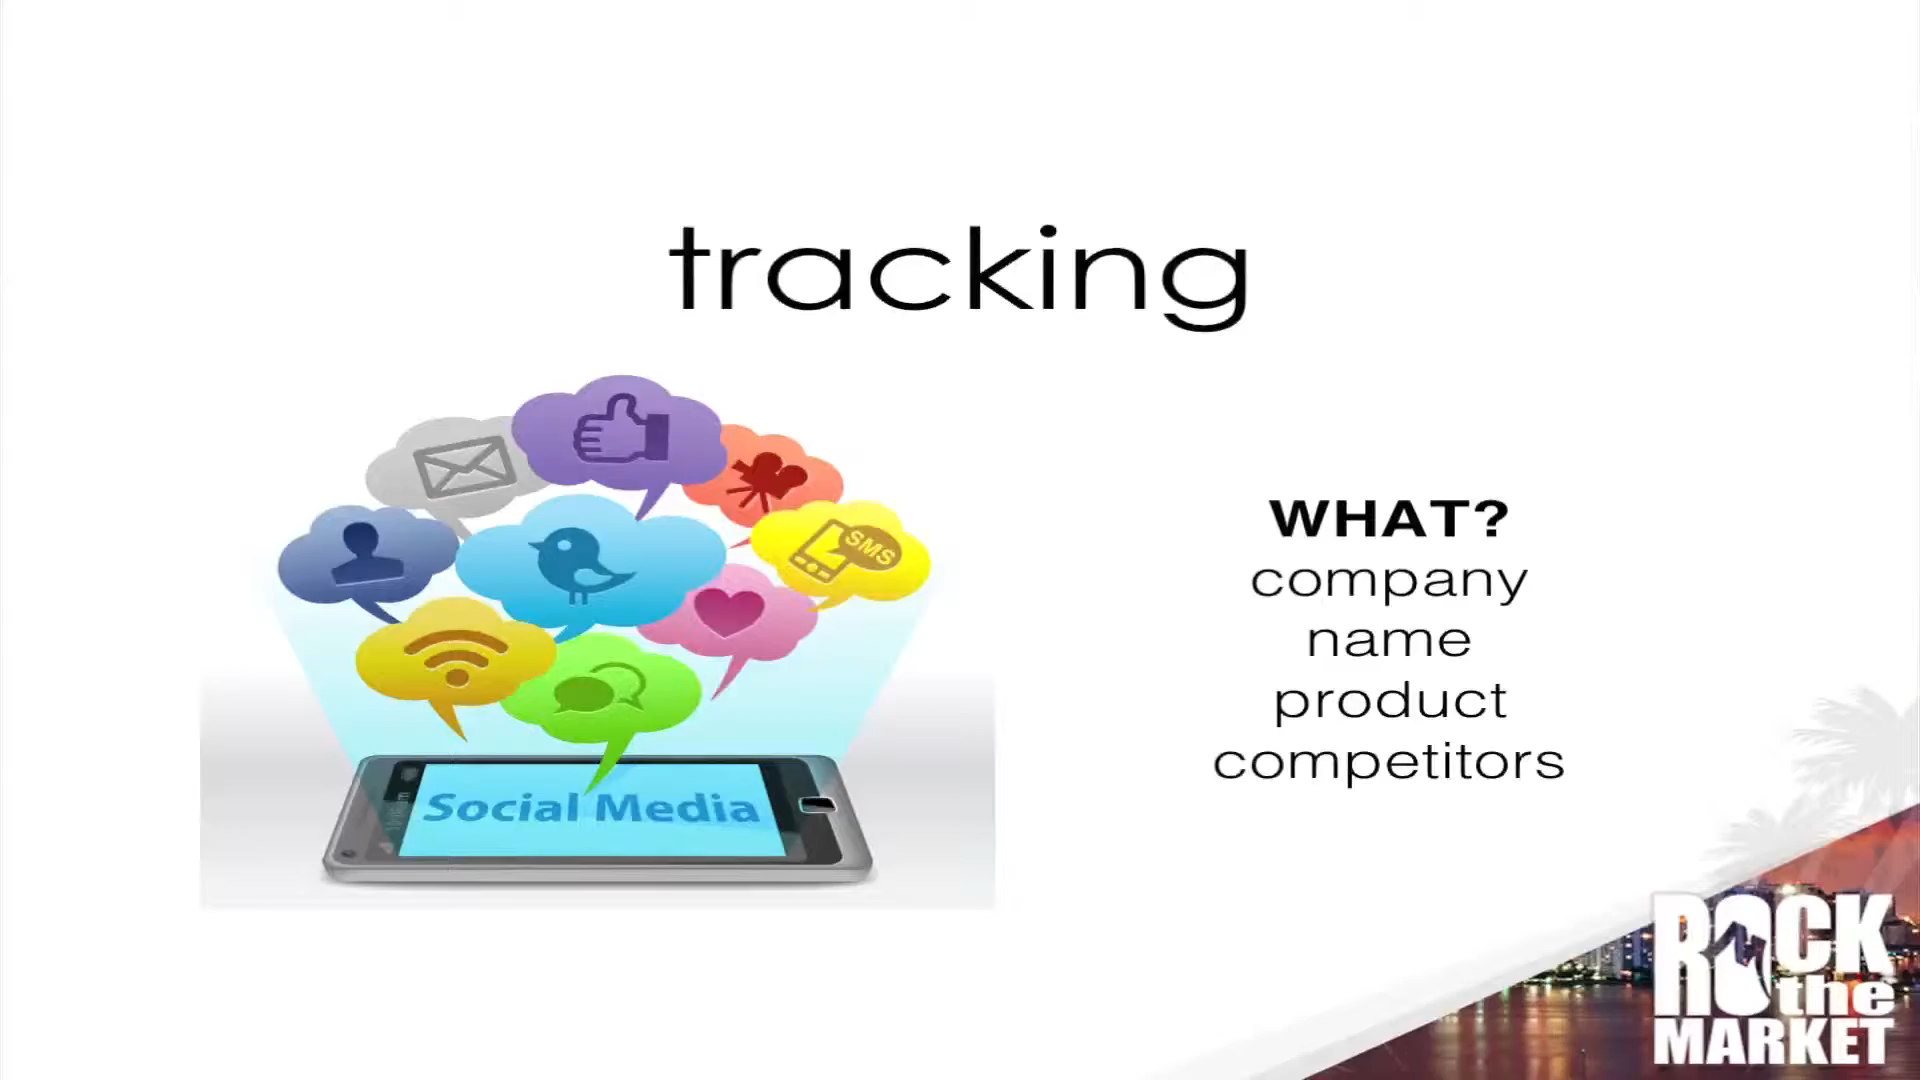 tracking
SMS
Social Media
WHAT?
company
name
product
competitors
ROCK
the
MARKET